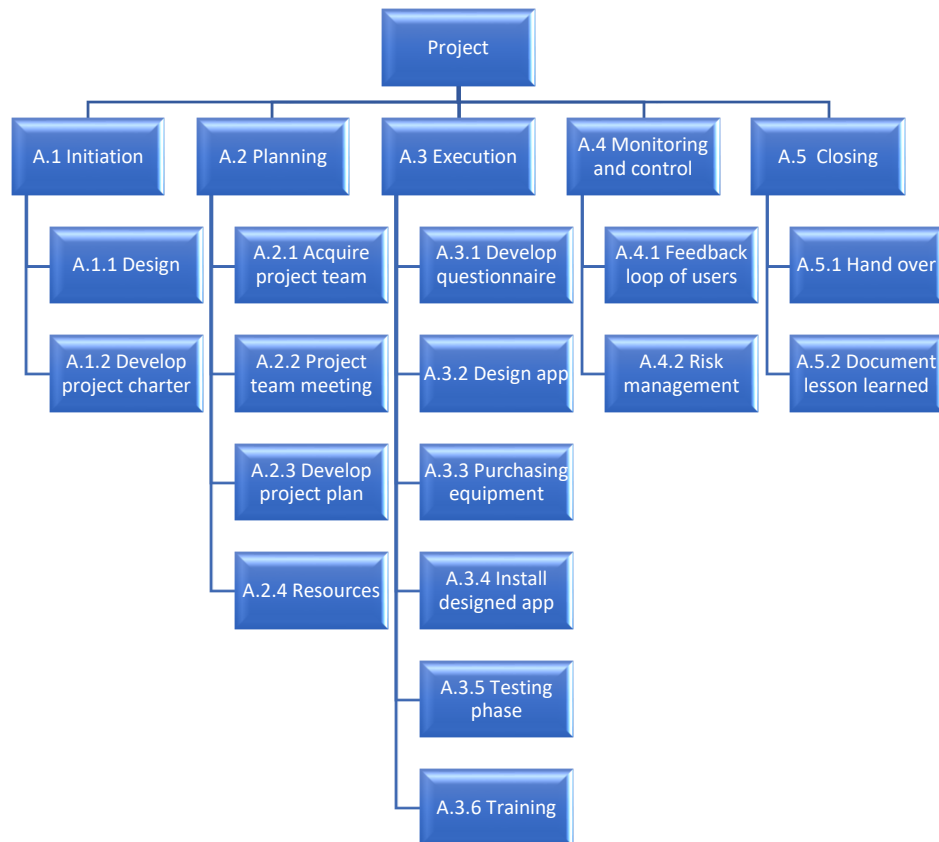 Project
A.1 Initiation
A.2 Planning
A.3 Execution
A.4 Monitoring
and control
A.5  Closing
A.1.1 Design
A.1.2 Develop
project charter
A.2.1 Acquire
project team
A.2.2 Project
team meeting
A.2.3 Develop
project plan
A.2.4 Resources
A.3.1 Develop
questionnaire
A.3.2 Design app
A.3.3 Purchasing
equipment
A.3.4 Install
designed app
A.3.5 Testing
phase
A.3.6 Training
A.4.1 Feedback
loop of users
A.4.2 Risk
management
A.5.1 Hand over
A.5.2 Document
lesson learned